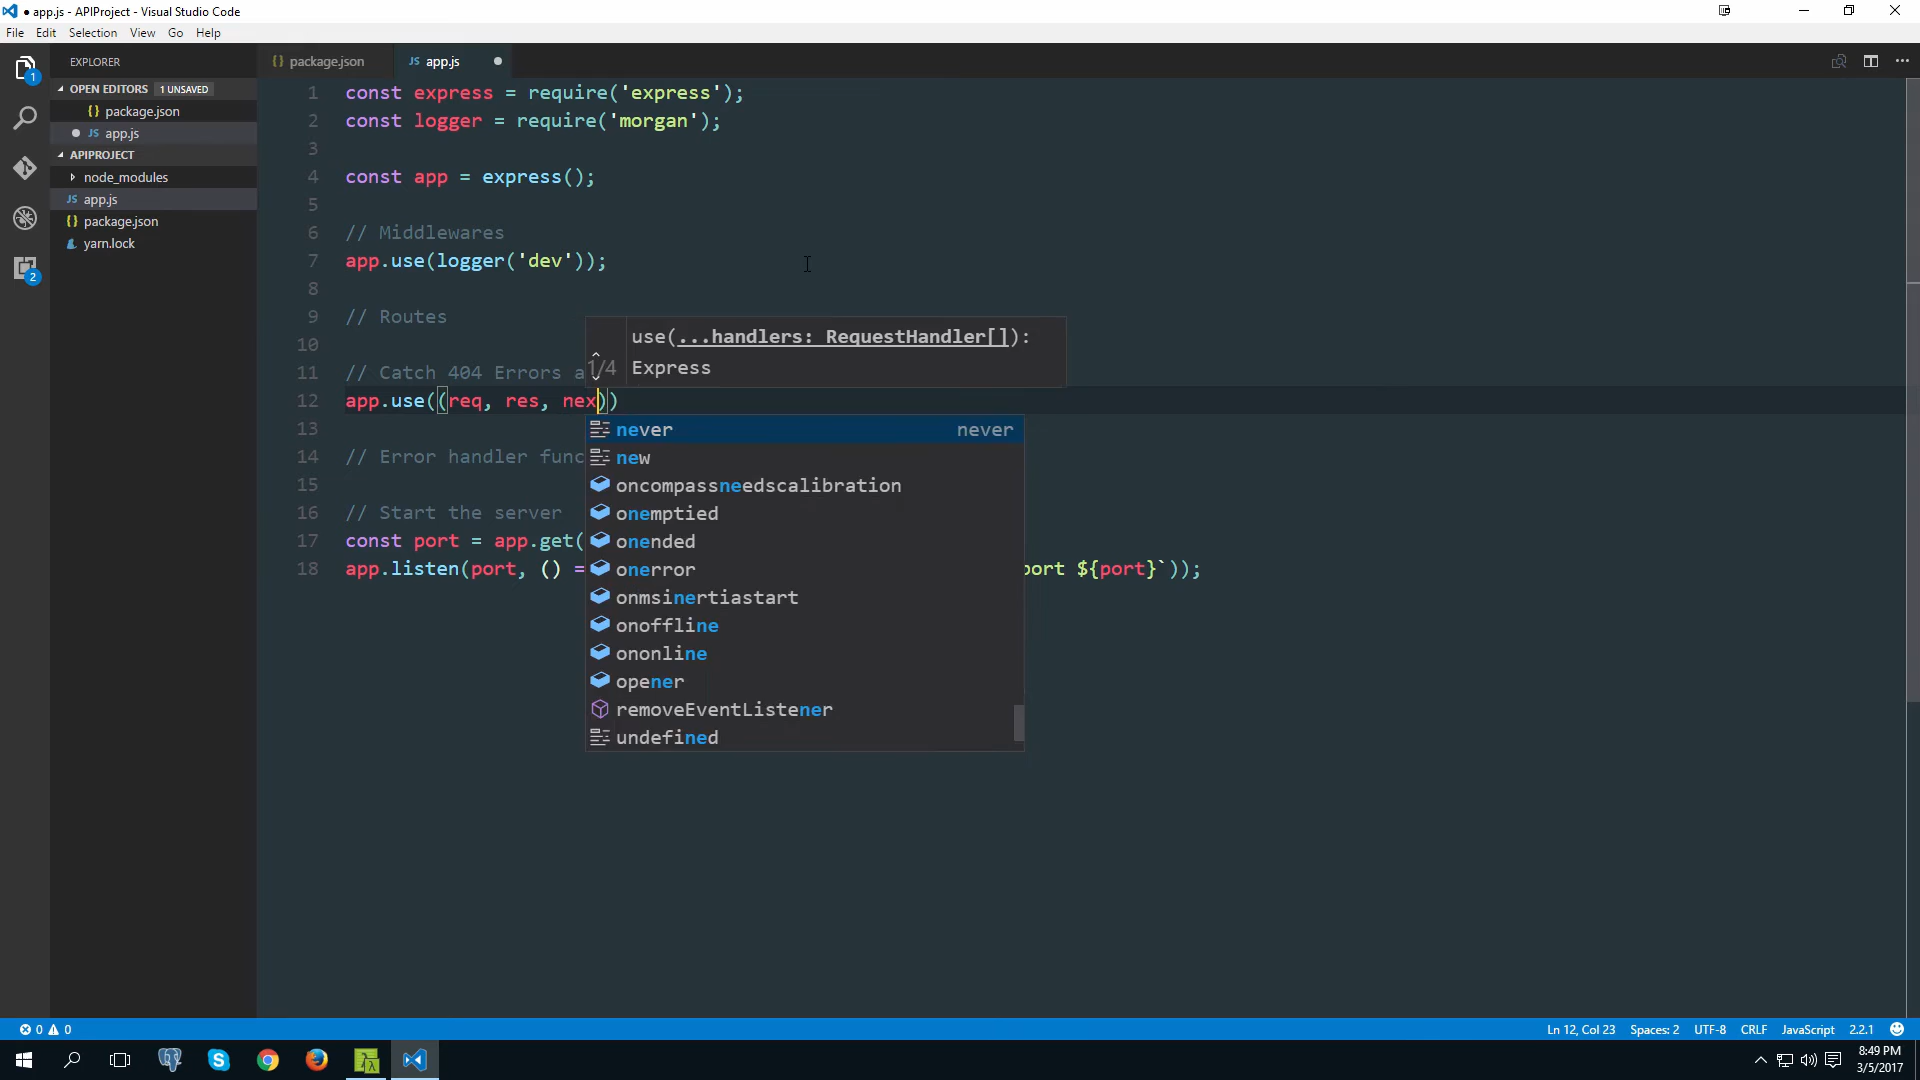 ● app.js - APIProject - Visual Studio Code
File Edit Selection View Go Help
EXPLORER
OPEN EDITORS 1 UNSAVED
{} package.json
● JS app.js
APIPROJECT
node_modules
JS app.js
{} package.json
yarn.lock
1
2
{} package.json
JS app.js ●
1 const express = require('express');
2 const logger = require('morgan');
3
4 const app = express();
5
6 // Middlewares
7 app.use(logger('dev'));
8
9 // Routes
10
11 // Catch 404 Errors a
12 app.use((req, res, nex))
13
14 // Error handler func
15
16 // Start the server
17 const port = app.get(
18 app.listen(port, () = port ${port}`));
1/4
use(...handlers: RequestHandler[]):
Express
never never
new
oncompassneedscalibration
onemptied
onended
onerror
onmsinertiastart
onoffline
ononline
opener
removeEventListener
undefined
0 0
Ln 12, Col 23 Spaces: 2 UTF-8 CRLF JavaScript 2.2.1
8:49 PM
3/5/2017